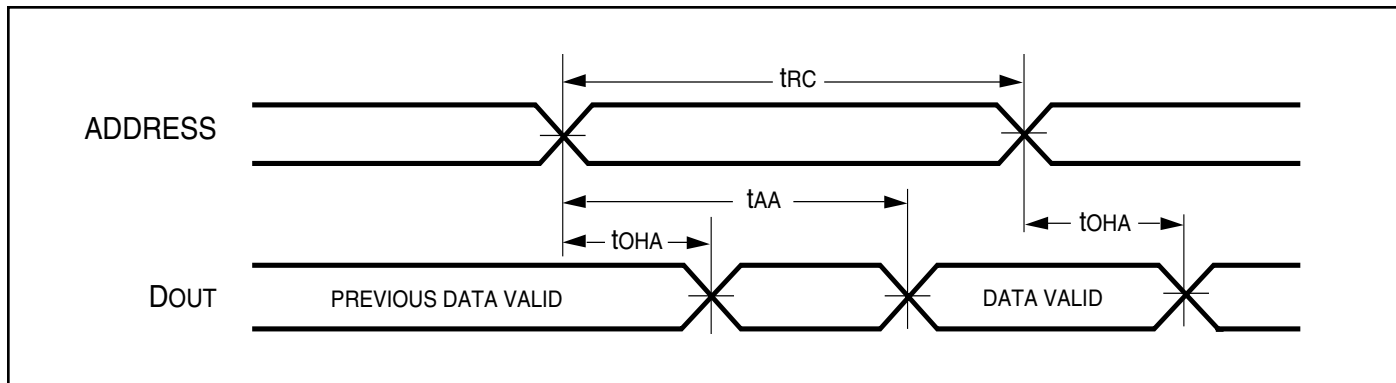 tRC
ADDRESS
tAA
tOHA
tOHA
DOUT
PREVIOUS DATA VALID
DATA VALID